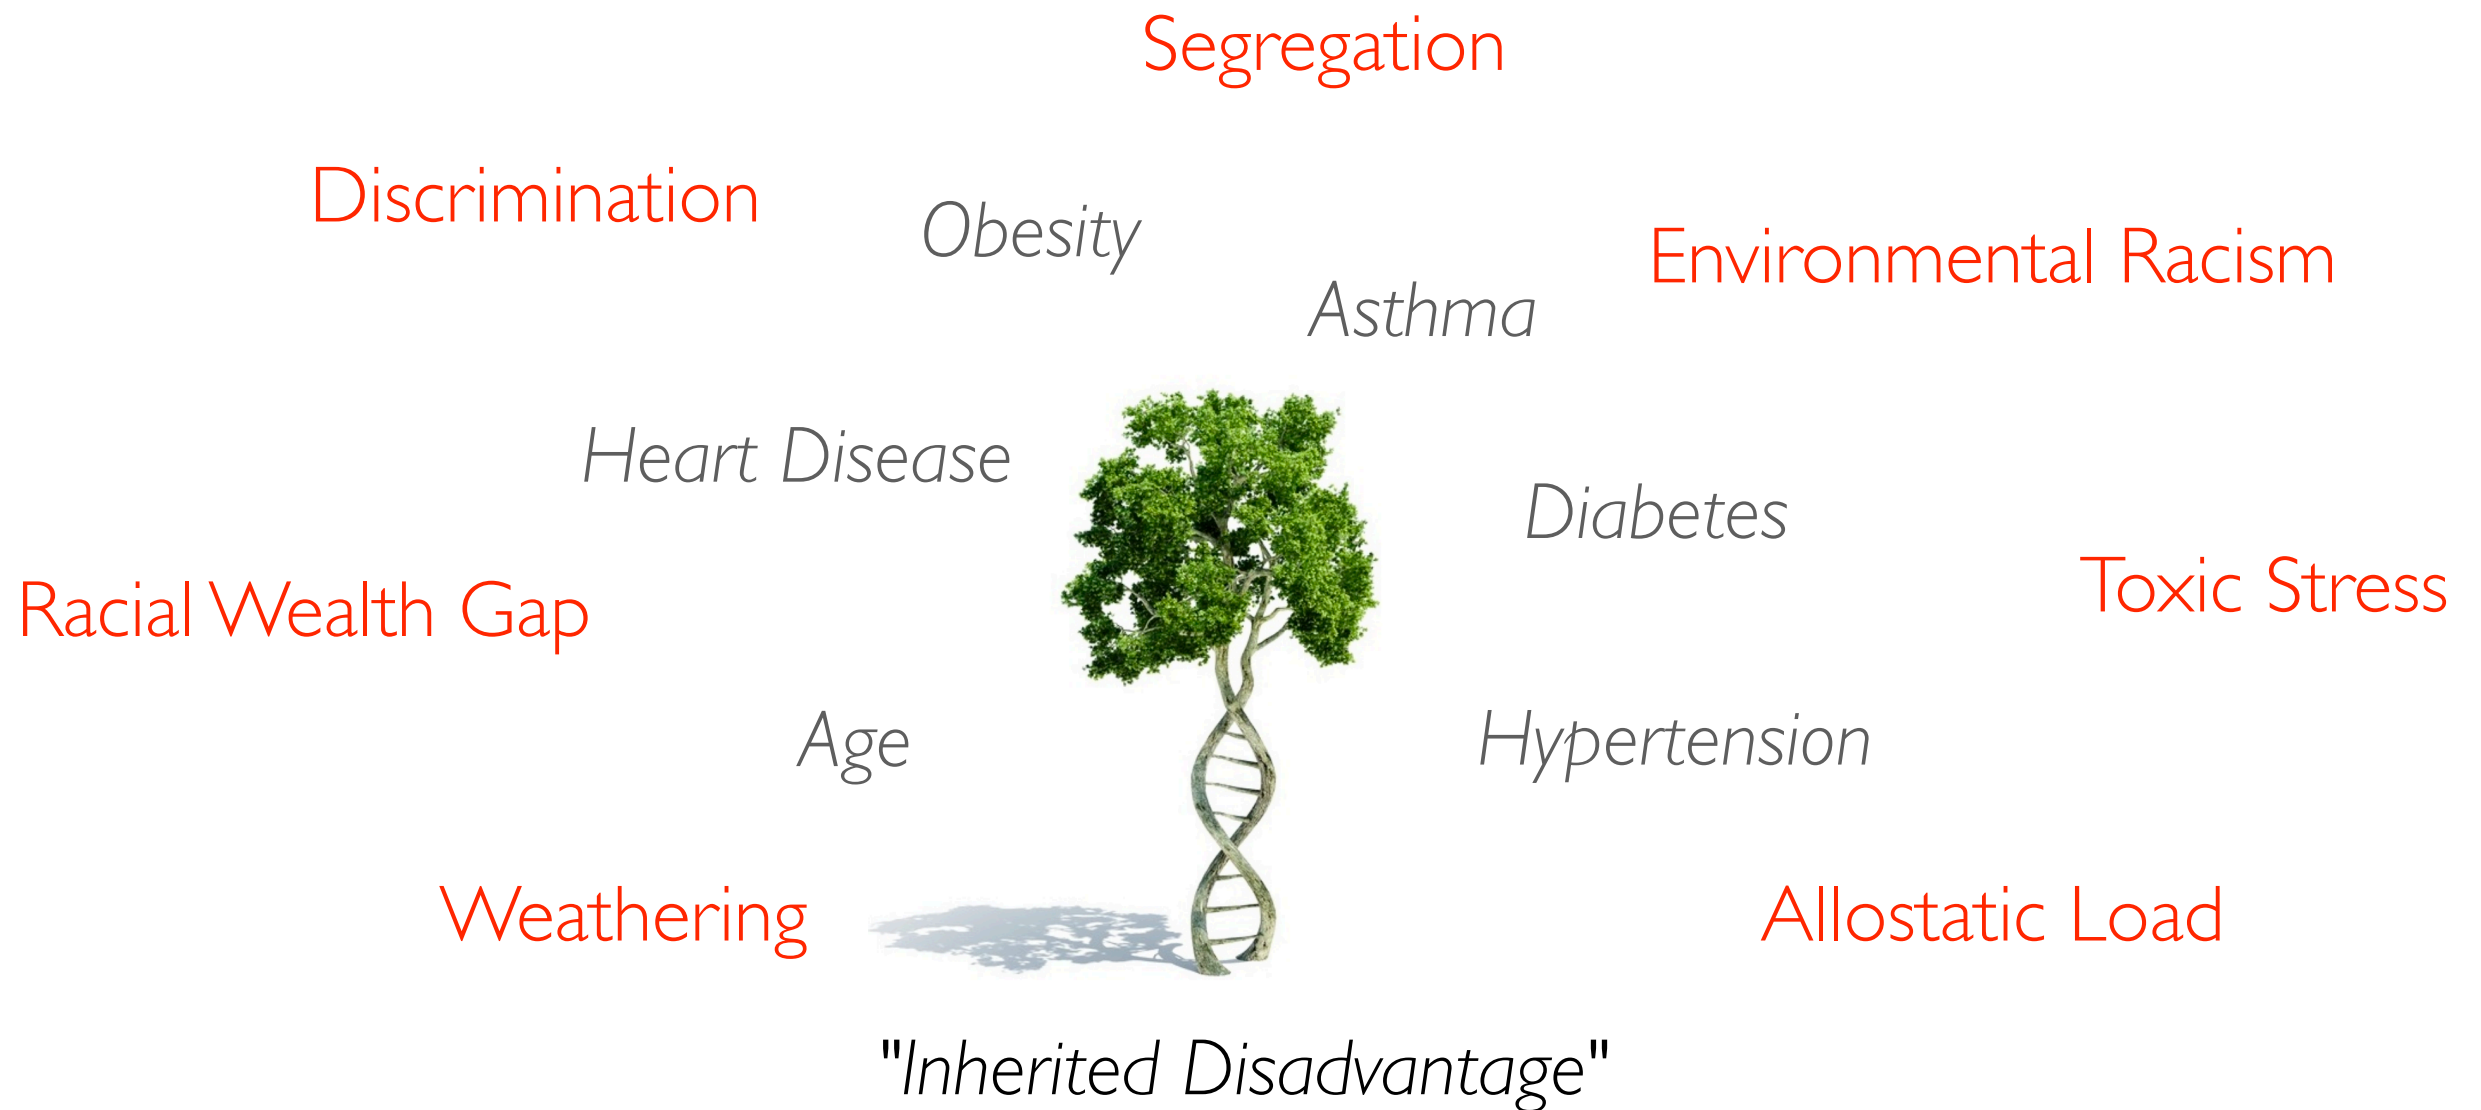 Segregation
Discrimination
Obesity
Environmental Racism
Asthma
Heart Disease
Diabetes
Racial Wealth Gap
Toxic Stress
Age
Hypertension
Weathering
Allostatic Load
"Inherited Disadvantage"